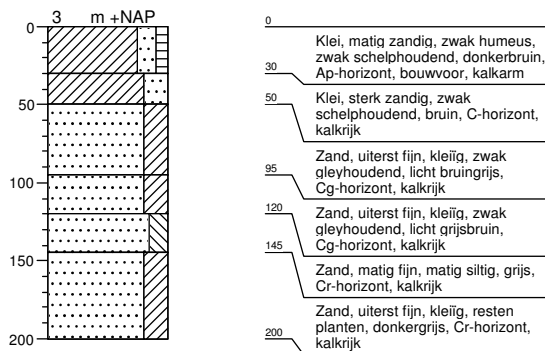 3 m +NAP
0
50
100
150
200
0
Klei, matig zandig, zwak humeus,
zwak schelphoudend, donkerbruin,
Ap-horizont, bouwvoor, kalkarm
30
Klei, sterk zandig, zwak
schelphoudend, bruin, C-horizont,
kalkrijk
50
Zand, uiterst fijn, kleiïg, zwak
gleyhoudend, licht bruingrijs,
Cg-horizont, kalkrijk
95
Zand, uiterst fijn, kleiïg, zwak
gleyhoudend, licht grijsbruin,
Cg-horizont, kalkrijk
120
Zand, matig fijn, matig siltig, grijs,
Cr-horizont, kalkrijk
145
Zand, uiterst fijn, kleiïg, resten
planten, donkergrijs, Cr-horizont,
kalkrijk
200